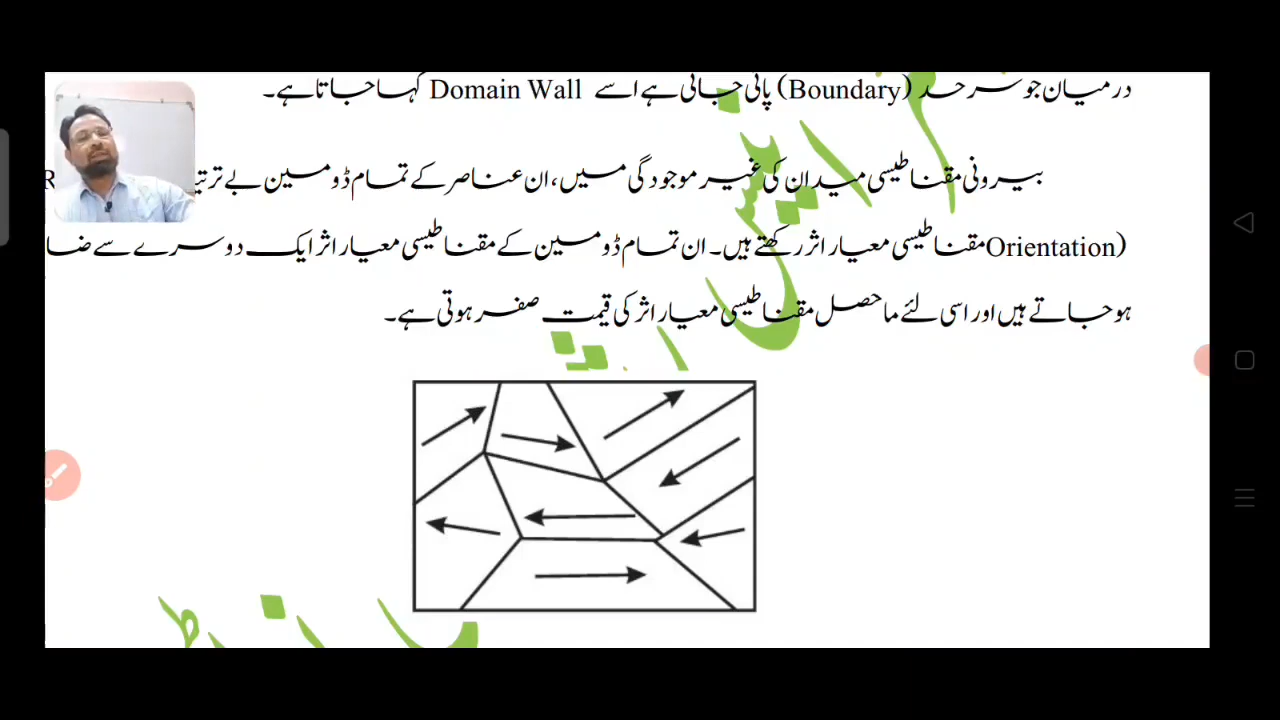 درمیان جو سرحد (Boundary) پائی جاتی ہے اسے Domain Wall کہا جاتا ہے۔
بیرونی مقناطیسی میدان کی غیر موجودگی میں، ان عناصر کے تمام ڈومین بے
Orientation) مقناطیسی معیار اثر رکھتے ہیں۔ ان تمام ڈومین کے مقناطیسی معیار اثر ایک دوسرے سے
ہو جاتے ہیں اور اسی لئے ماحصل مقناطیسی معیار اثر کی قیمت صفر ہوتی ہے۔